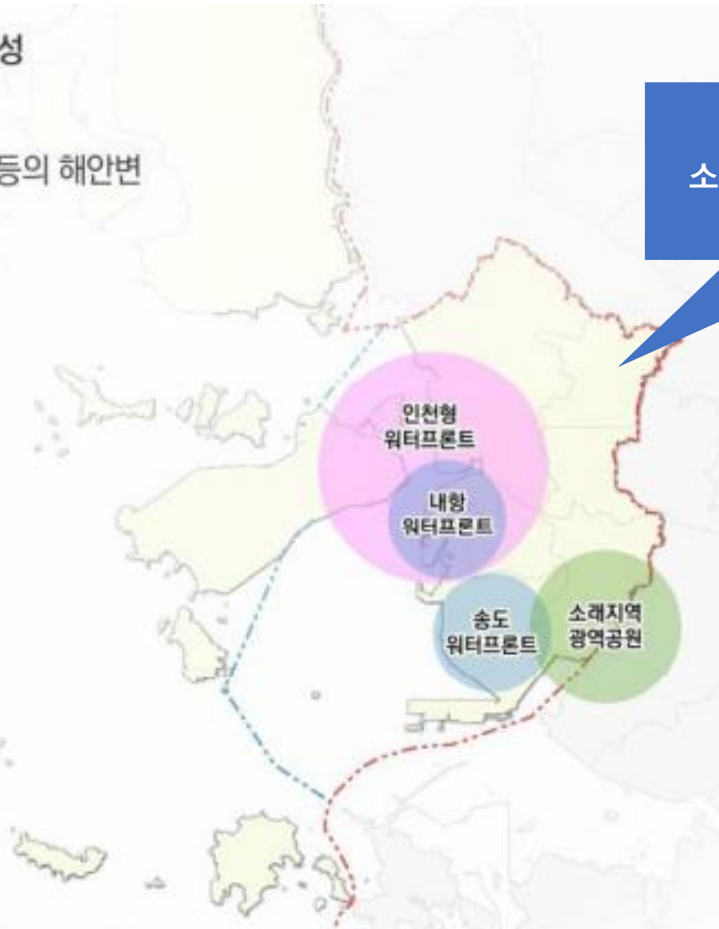 성
등의 해안변
소
인천형
워터프론트
내항
워터프론트
송도
워터프론트
소래지역
광역공원